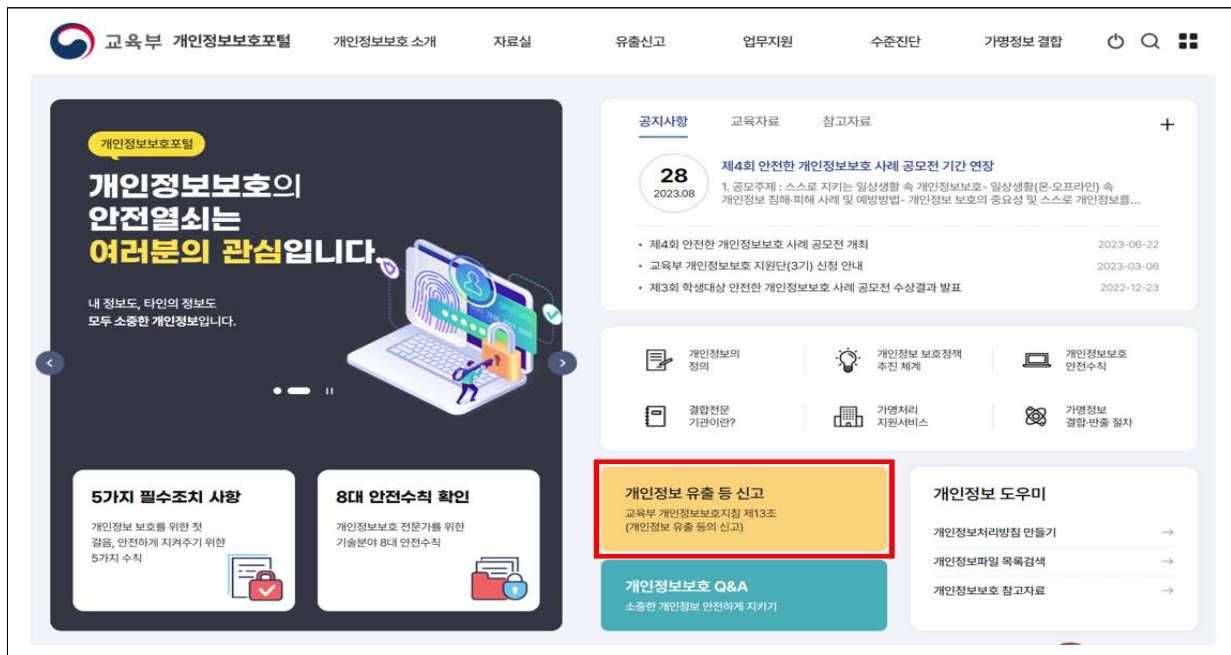 교육부 개인정보보호포털
개인정보보호 소개
자료실
유출신고
업무지원
수준진단
가명정보 결합
개인정보보호포털
개인정보보호의
안전열쇠는
여러분의 관심입니다.
내 정보도, 타인의 정보도
모두 소중한 개인정보입니다.
5가지 필수조치 사항
개인정보 보호를 위한 첫
걸음, 안전하게 지켜주기 위한
5가지 수칙
8대 안전수칙 확인
개인정보보호 전문가를 위한
기술분야 8대 안전수칙
공지사항
교육자료
참고자료
28
2023.08
제4회 안전한 개인정보보호 사례 공모전 기간 연장
1. 공모주제 : 스스로 지키는 일상생활 속 개인정보보호- 일상생활(온·오프라인) 속
개인정보 침해·피해 사례 및 예방방법- 개인정보 보호의 중요성 및 스스로 개인정보를...
• 제4회 안전한 개인정보보호 사례 공모전 개최 2023-06-22
• 교육부 개인정보보호 지원단(3기) 신청 안내 2023-03-06
• 제3회 학생대상 안전한 개인정보보호 사례 공모전 수상결과 발표 2022-12-23
개인정보의
정의
개인정보 보호정책
추진 체계
개인정보보호
안전수칙
결합전문
기관이란?
가명처리
지원서비스
가명정보
결합·반출 절차
개인정보 유출 등 신고
교육부 개인정보보호지침 제13조
(개인정보 유출 등의 신고)
개인정보보호 Q&A
소중한 개인정보 안전하게 지키기
개인정보 도우미
개인정보처리방침 만들기
개인정보파일 목록검색
개인정보보호 참고자료